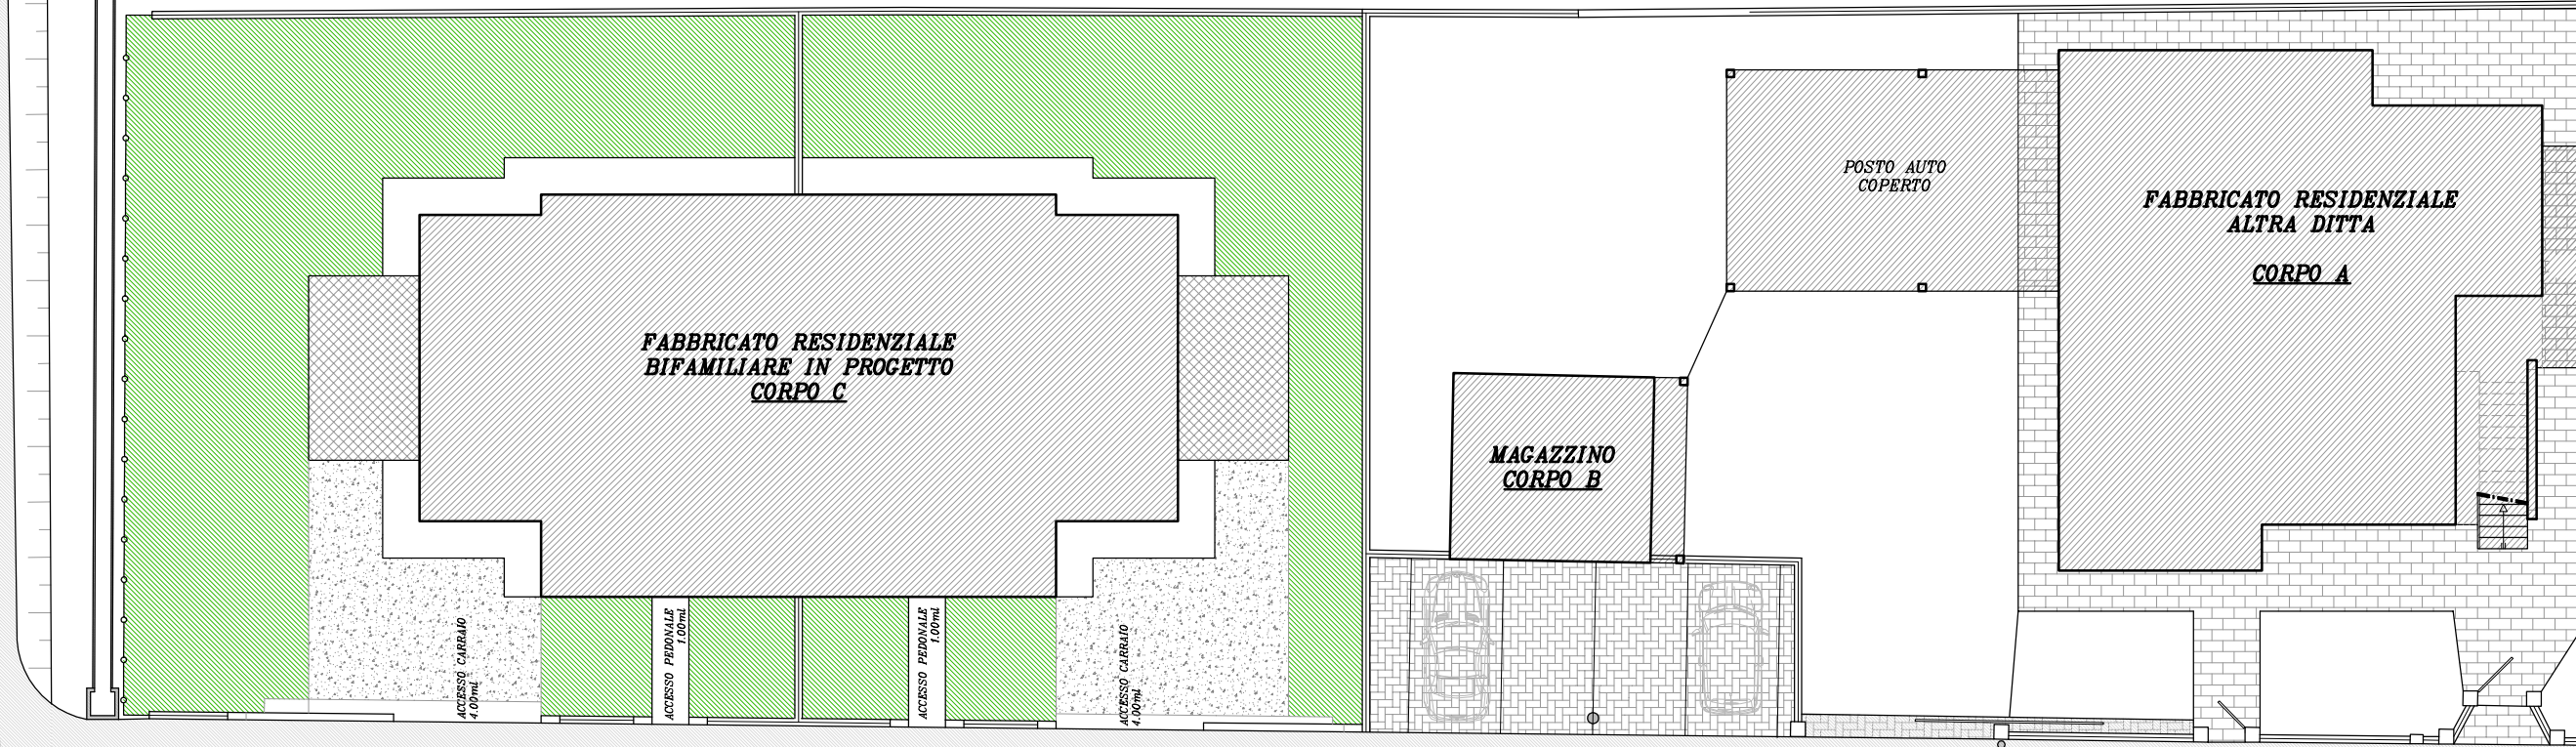 POSTO AUTO
COPERTO
FABBRICATO RESIDENZIALE
ALTRA DITTA
CORPO A
FABBRICATO RESIDENZIALE
BIFAMILIARE IN PROGETTO
CORPO C
MAGAZZINO
CORPO B
ACCESSO CARRAIO
4.00ml
ACCESSO PEDONALE
1.00ml
ACCESSO PEDONALE
1.00ml
ACCESSO CARRAIO
4.00ml